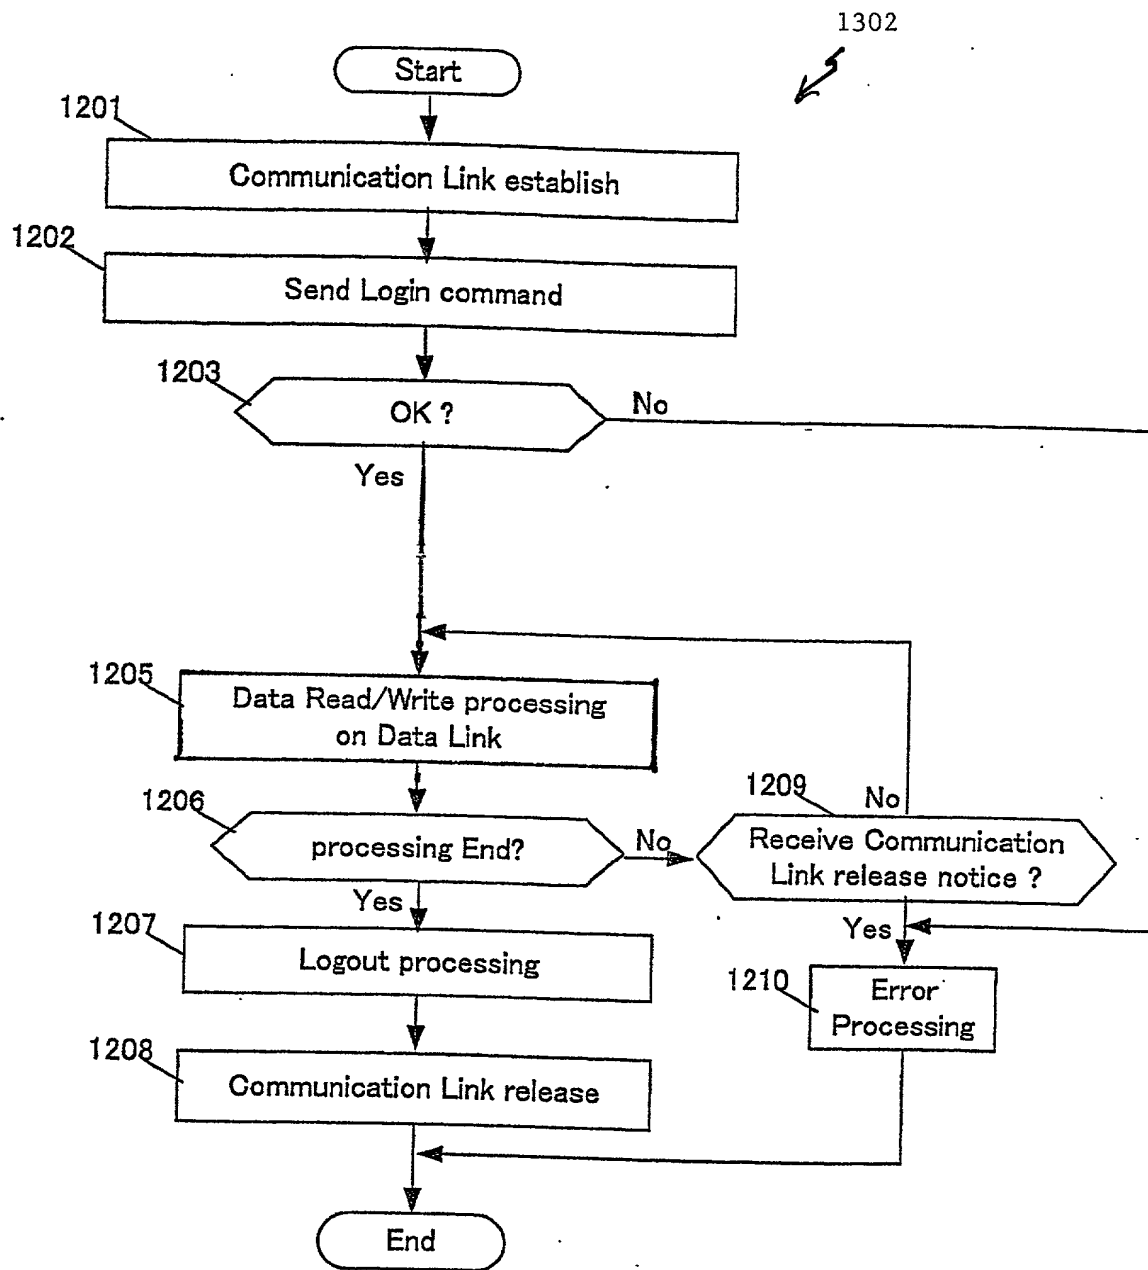 1302
Start
1201
Communication Link establish
1202
Send Login command
1203
OK ?
No
Yes
1205
Data Read/Write processing
on Data Link
1206
processing End?
No
1209
No
Receive Communication
Link release notice ?
Yes
Yes
1207
Logout processing
1210
Error
Processing
1208
Communication Link release
End